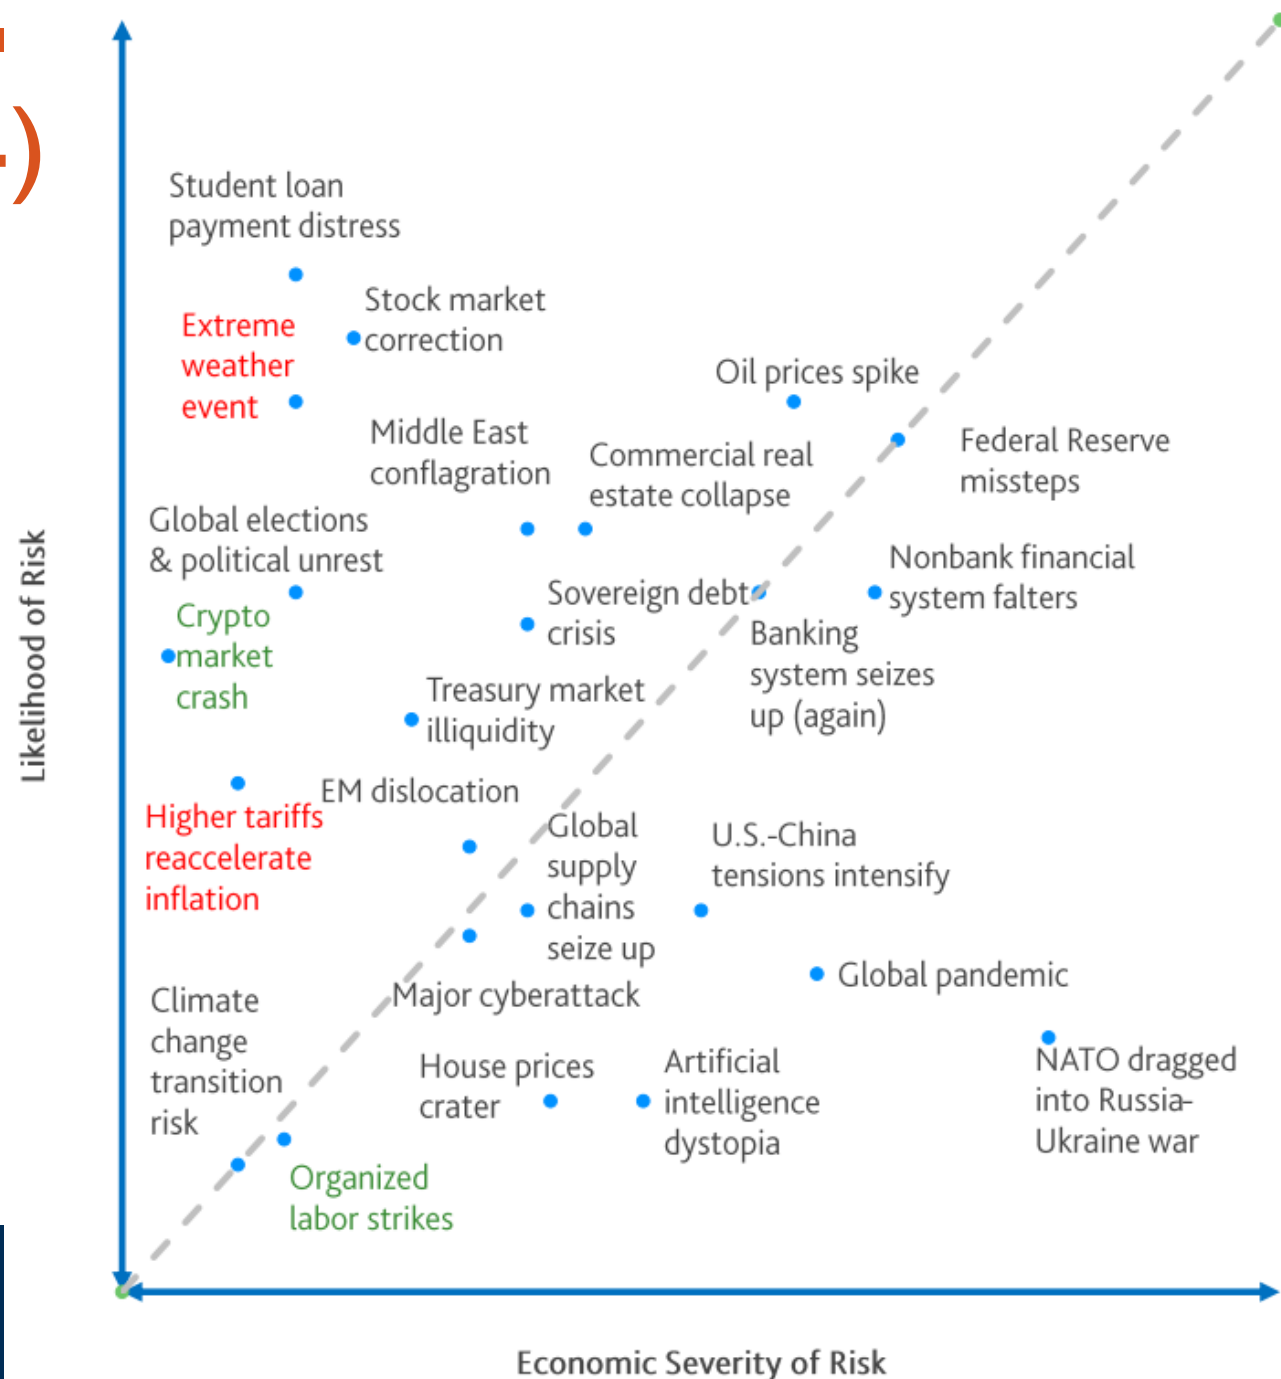 )
Student loan
payment distress
Stock market
correction
Extreme
weather
event
Oil prices spike
Middle East
conflagration
Commercial real
estate collapse
Federal Reserve
missteps
Global elections
& political unrest
Nonbank financial
system falters
Sovereign debt
crisis
Crypto
market
crash
Banking
system seizes
up (again)
Treasury market
illiquidity
EM dislocation
Higher tariffs
reaccelerate
inflation
Global
supply
chains
seize up
U.S.-China
tensions intensify
Global pandemic
Major cyberattack
Climate
change
transition
risk
House prices
crater
Artificial
intelligence
dystopia
NATO dragged
into Russia-
Ukraine war
Organized
labor strikes
Likelihood of Risk
Economic Severity of Risk